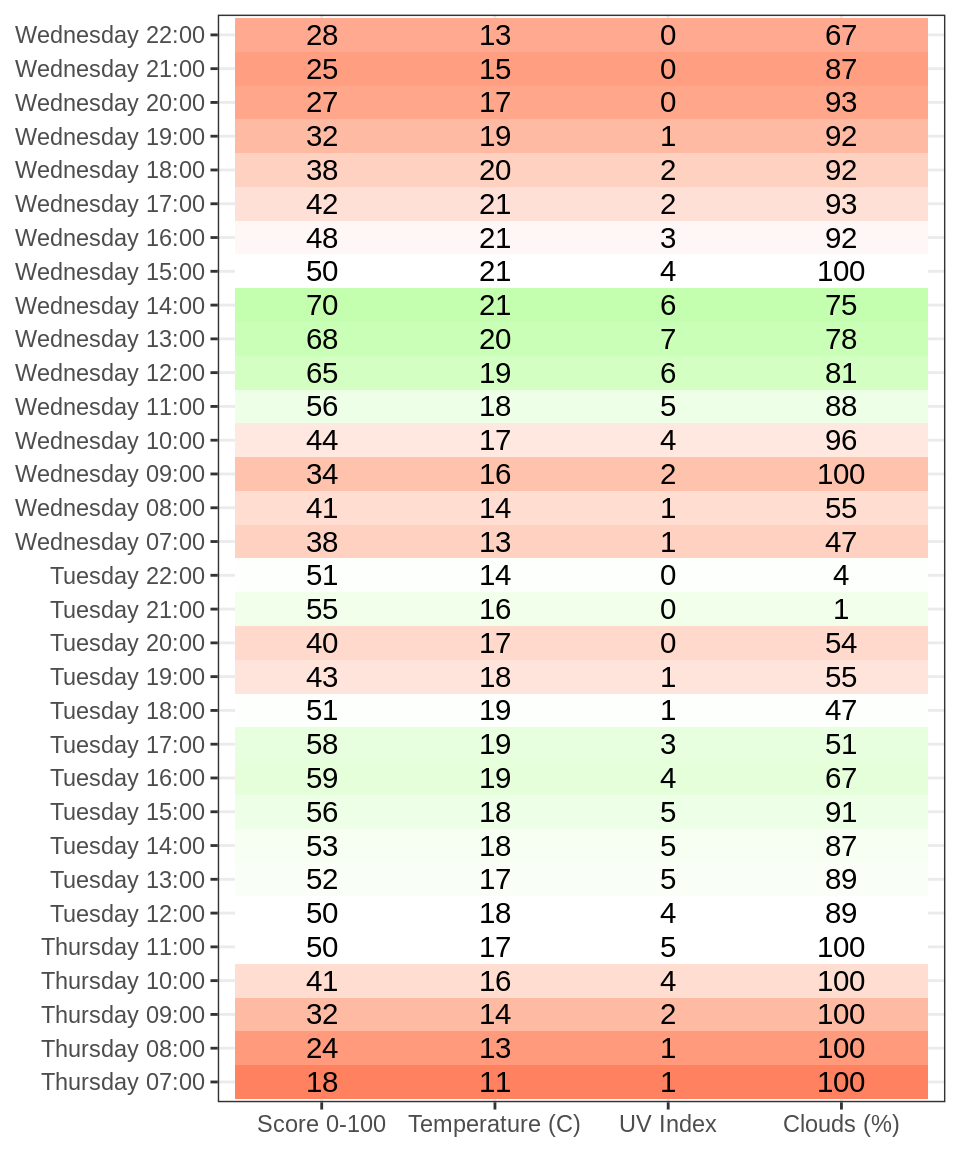 Wednesday 22:00 28 13 0 67
Wednesday 21:00 25 15 0 87
Wednesday 20:00 27 17 0 93
Wednesday 19:00 32 19 1 92
Wednesday 18:00 38 20 2 92
Wednesday 17:00 42 21 2 93
Wednesday 16:00 48 21 3 92
Wednesday 15:00 50 21 4 100
Wednesday 14:00 70 21 6 75
Wednesday 13:00 68 20 7 78
Wednesday 12:00 65 19 6 81
Wednesday 11:00 56 18 5 88
Wednesday 10:00 44 17 4 96
Wednesday 09:00 34 16 2 100
Wednesday 08:00 41 14 1 55
Wednesday 07:00 38 13 1 47
Tuesday 22:00 51 14 0 4
Tuesday 21:00 55 16 0 1
Tuesday 20:00 40 17 0 54
Tuesday 19:00 43 18 1 55
Tuesday 18:00 51 19 1 47
Tuesday 17:00 58 19 3 51
Tuesday 16:00 59 19 4 67
Tuesday 15:00 56 18 5 91
Tuesday 14:00 53 18 5 87
Tuesday 13:00 52 17 5 89
Tuesday 12:00 50 18 4 89
Thursday 11:00 50 17 5 100
Thursday 10:00 41 16 4 100
Thursday 09:00 32 14 2 100
Thursday 08:00 24 13 1 100
Thursday 07:00 18 11 1 100
Score 0-100 Temperature (C) UV Index Clouds (%)